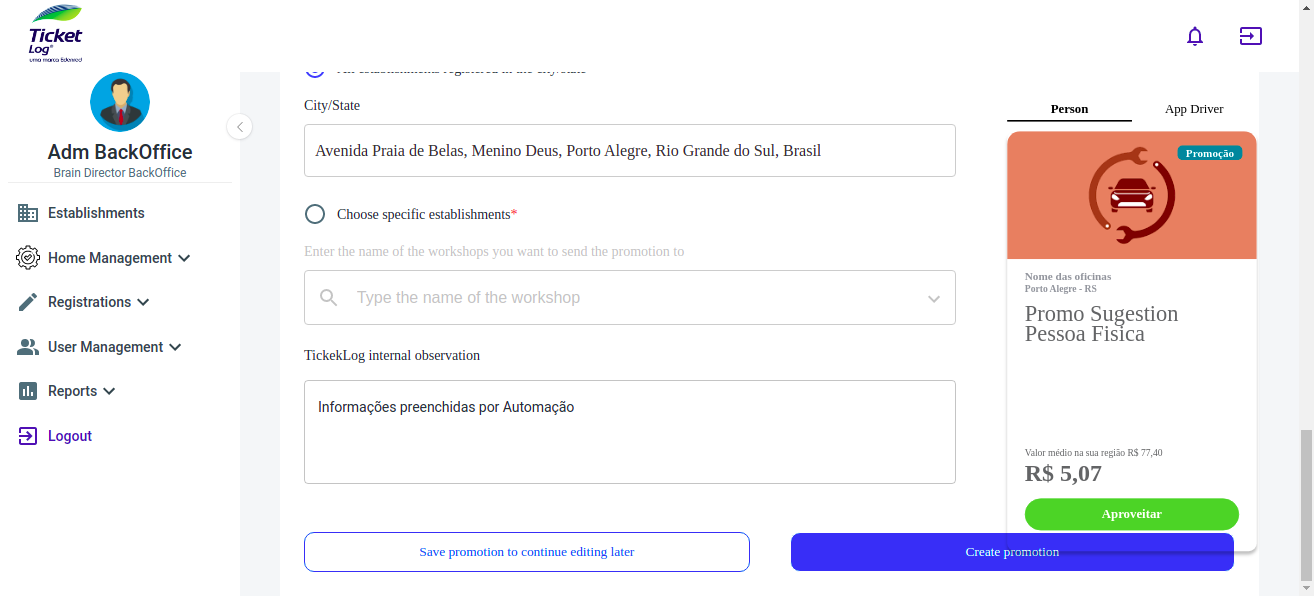 Ticket
Log
uma marca Edenred
Adm BackOffice
Brain Director BackOffice
Establishments
Home Management
Registrations
User Management
Reports
Logout
City/State
Avenida Praia de Belas, Menino Deus, Porto Alegre, Rio Grande do Sul, Brasil
Choose specific establishments*
Enter the name of the workshops you want to send the promotion to
Type the name of the workshop
TickekLog internal observation
Informações preenchidas por Automação
Save promotion to continue editing later
Create promotion
Person
App Driver
Promoção
Nome das oficinas
Porto Alegre - RS
Promo Sugestion
Pessoa Fisica
Valor médio na sua região R$ 77,40
R$ 5,07
Aproveitar